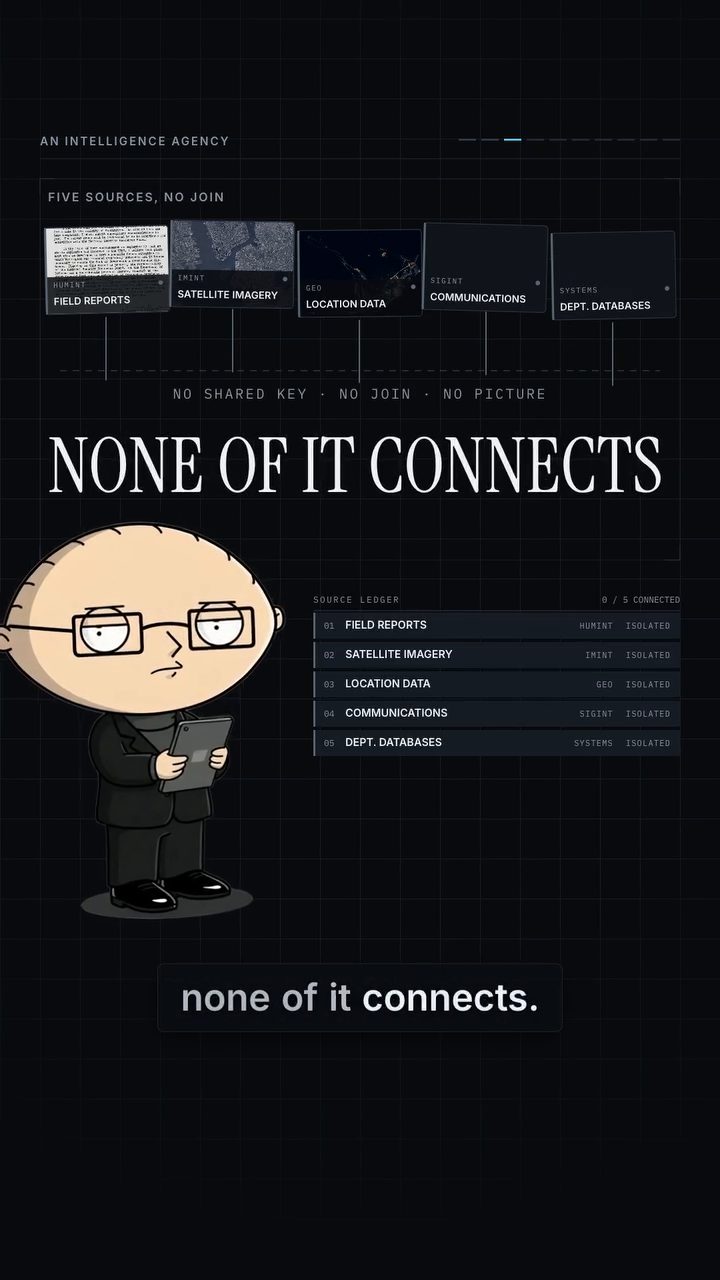 AN INTELLIGENCE AGENCY
FIVE SOURCES, NO JOIN
HUMINT
FIELD REPORTS
IMINT
SATELLITE IMAGERY
GEO
LOCATION DATA
SIGINT
COMMUNICATIONS
SYSTEMS
DEPT. DATABASES
NO SHARED KEY · NO JOIN · NO PICTURE
NONE OF IT CONNECTS
SOURCE LEDGER 0 / 5 CONNECTED
01 FIELD REPORTS HUMINT ISOLATED
02 SATELLITE IMAGERY IMINT ISOLATED
03 LOCATION DATA GEO ISOLATED
04 COMMUNICATIONS SIGINT ISOLATED
05 DEPT. DATABASES SYSTEMS ISOLATED
none of it connects.